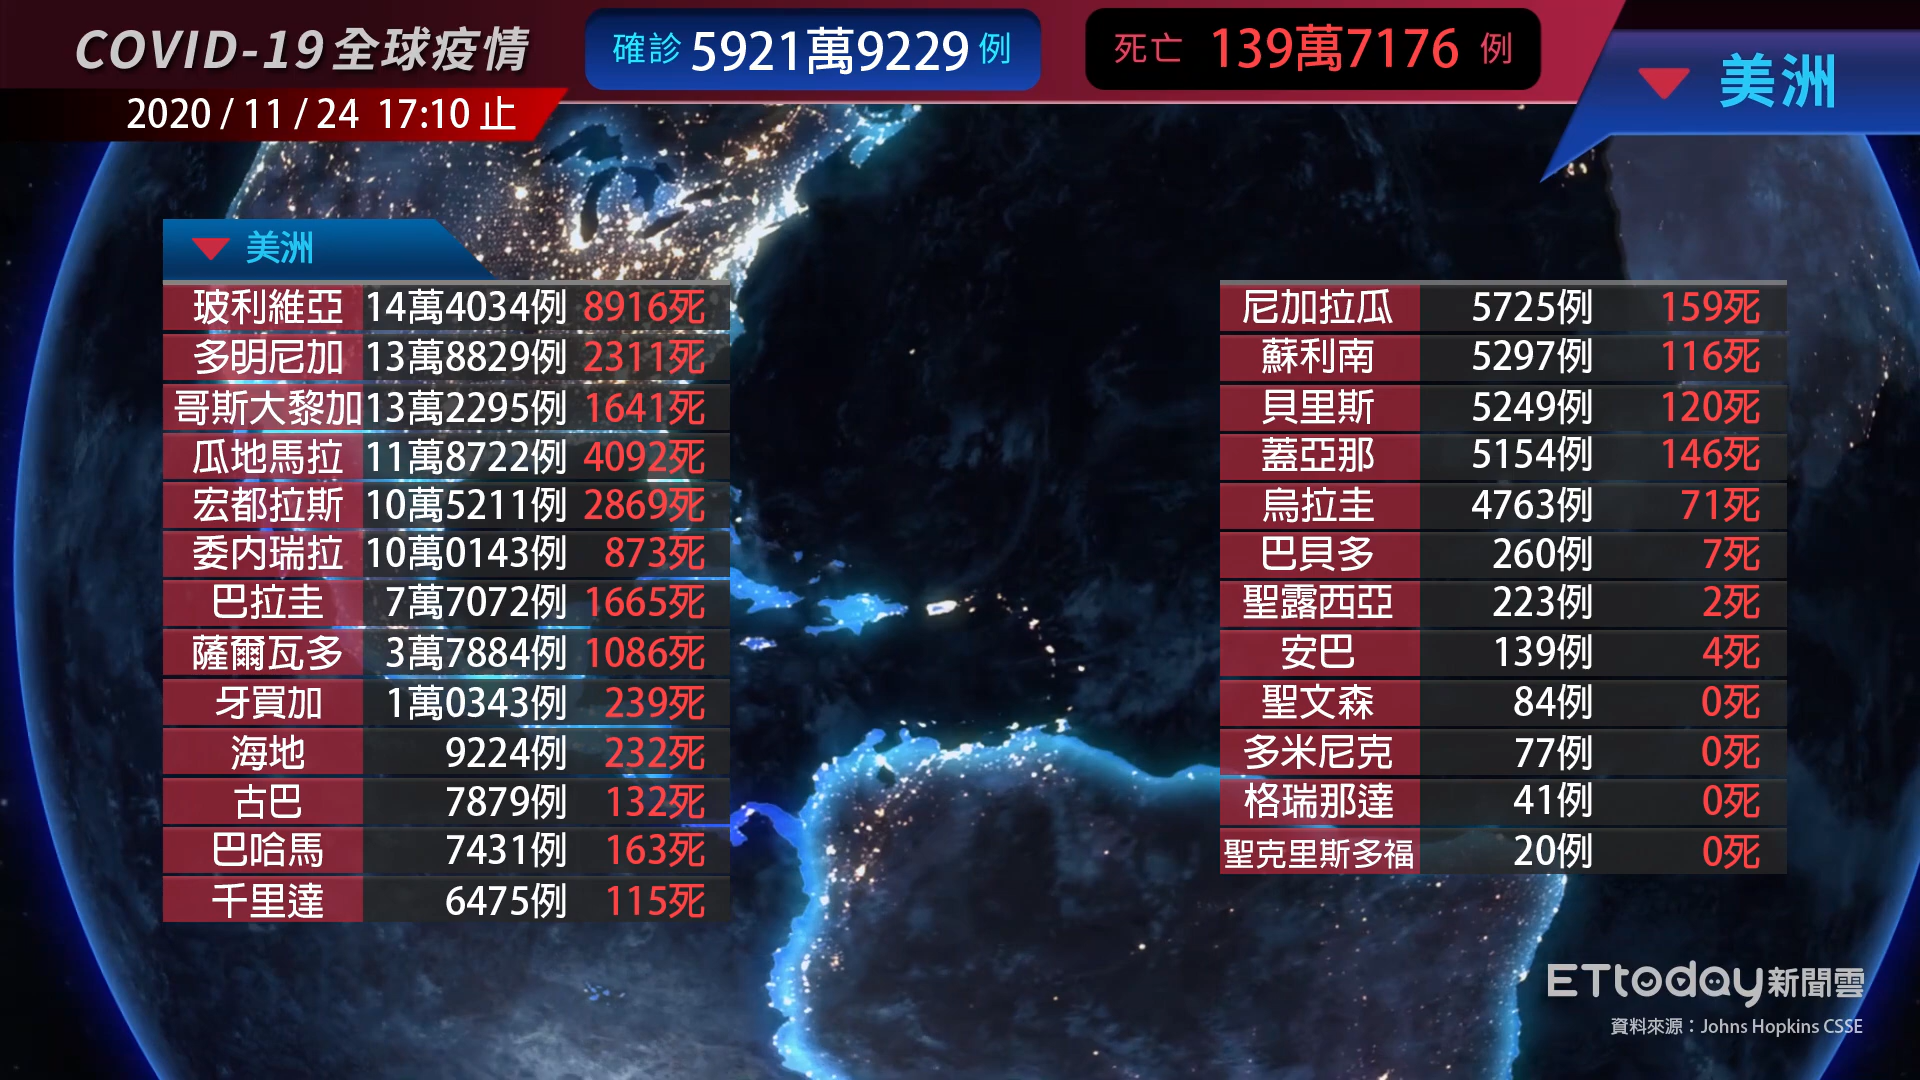 COVID-19全球疫情
確診 5921萬9229 例
死亡 139萬7176 例
美洲
2020 / 11 / 24 17:10 止
美洲
玻利維亞 14萬4034例 8916死
多明尼加 13萬8829例 2311死
哥斯大黎加 13萬2295例 1641死
瓜地馬拉 11萬8722例 4092死
宏都拉斯 10萬5211例 2869死
委內瑞拉 10萬0143例 873死
巴拉圭 7萬7072例 1665死
薩爾瓦多 3萬7884例 1086死
牙買加 1萬0343例 239死
海地 9224例 232死
古巴 7879例 132死
巴哈馬 7431例 163死
千里達 6475例 115死
尼加拉瓜 5725例 159死
蘇利南 5297例 116死
貝里斯 5249例 120死
蓋亞那 5154例 146死
烏拉圭 4763例 71死
巴貝多 260例 7死
聖露西亞 223例 2死
安巴 139例 4死
聖文森 84例 0死
多米尼克 77例 0死
格瑞那達 41例 0死
聖克里斯多福 20例 0死
ETtoday新聞雲
資料來源：Johns Hopkins CSSE